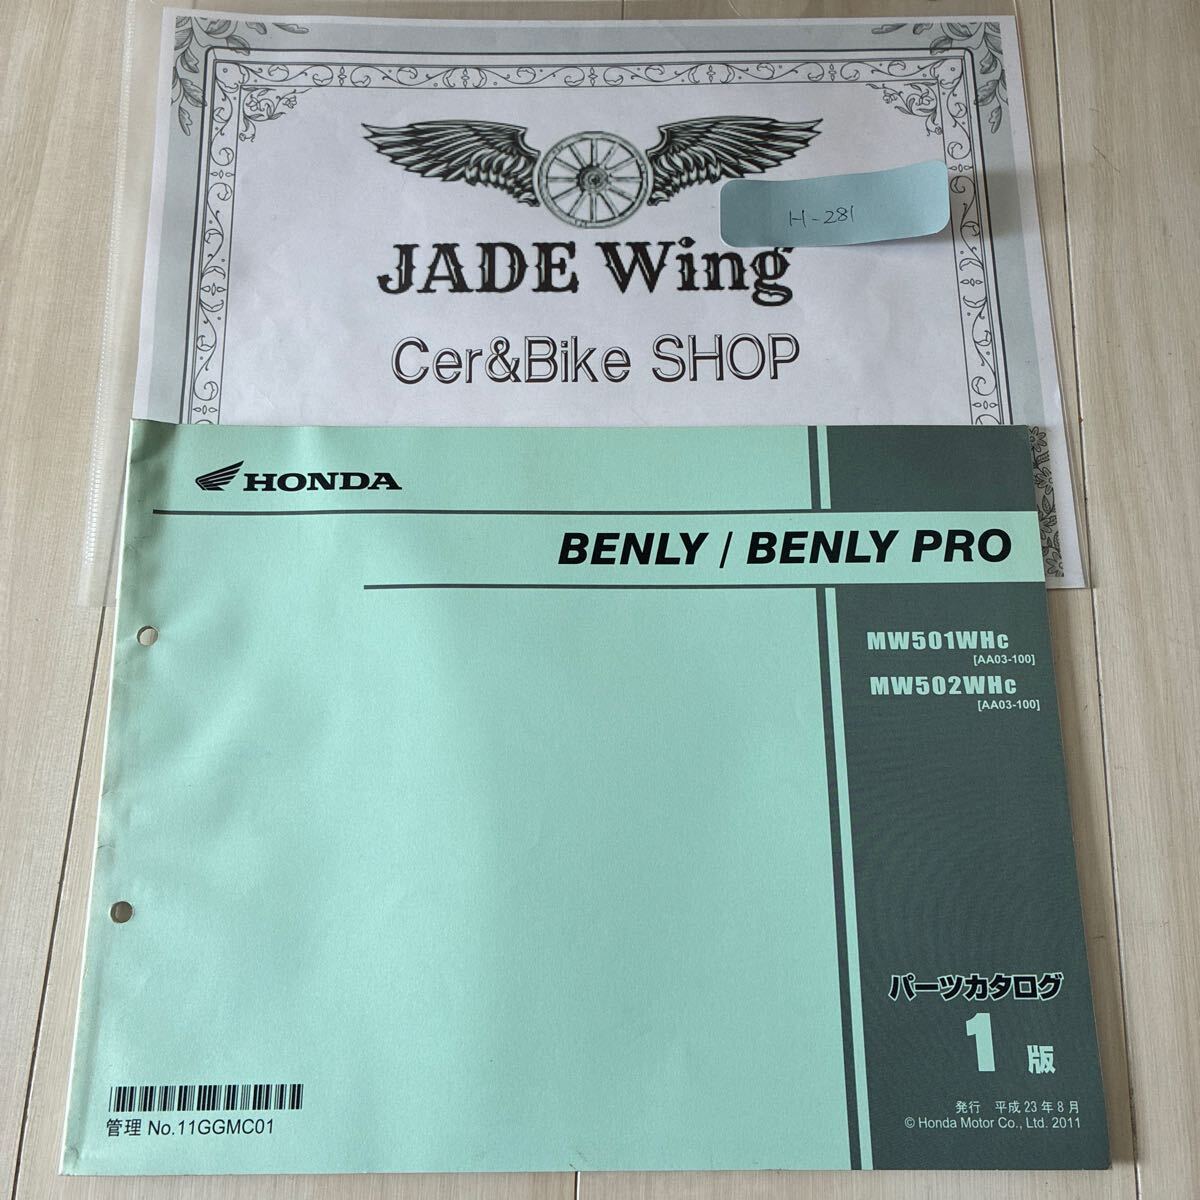 H-281
JADE Wing
Cer&Bike SHOP
HONDA
BENLY / BENLY PRO
MW501WHC
[AA03-100]
MW502WHC
[AA03-100]
パーツカタログ
1版
発行 平成23年8月
© Honda Motor Co., Ltd. 2011
管理 No.11GGMC01